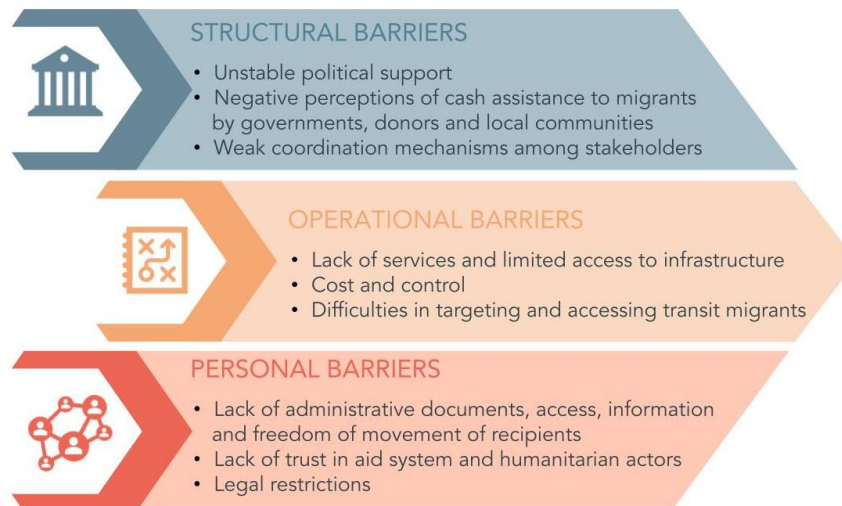 STRUCTURAL BARRIERS
• Unstable political support
• Negative perceptions of cash assistance to migrants
by governments, donors and local communities
• Weak coordination mechanisms among stakeholders
OPERATIONAL BARRIERS
• Lack of services and limited access to infrastructure
• Cost and control
• Difficulties in targeting and accessing transit migrants
PERSONAL BARRIERS
• Lack of administrative documents, access, information
and freedom of movement of recipients
• Lack of trust in aid system and humanitarian actors
• Legal restrictions